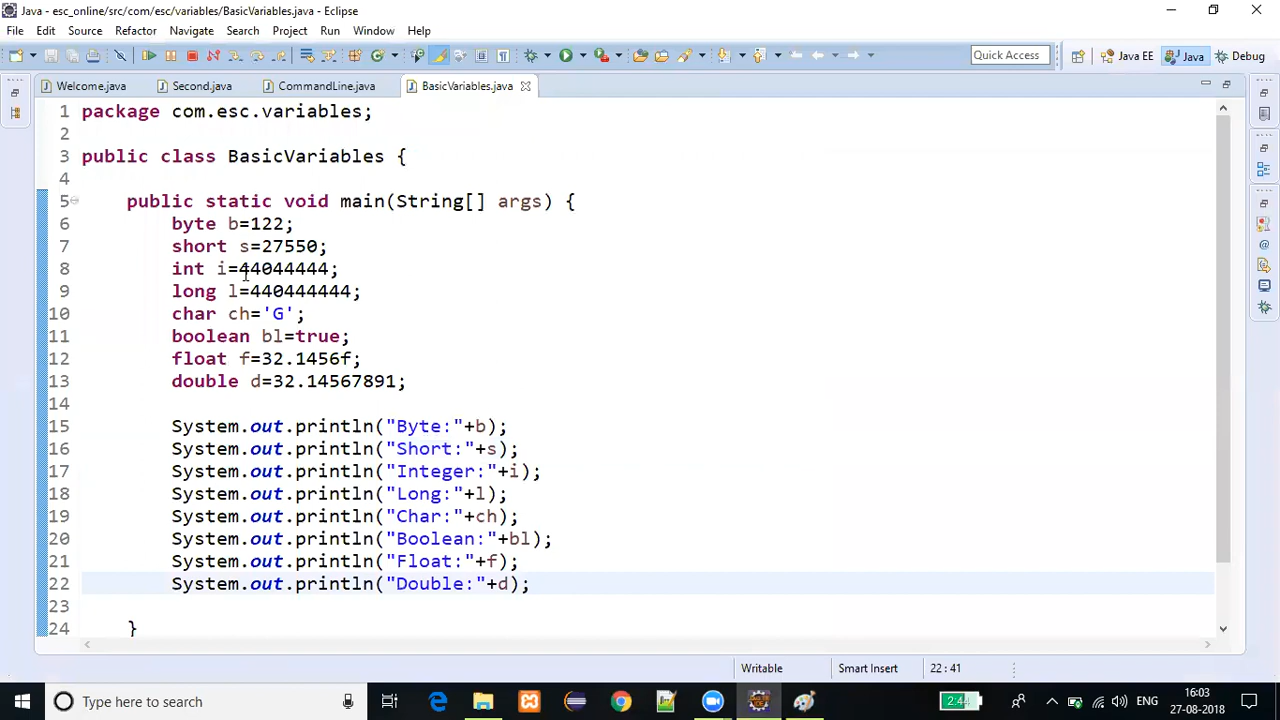 Java - esc_online/src/com/esc/variables/BasicVariables.java - Eclipse
File Edit Source Refactor Navigate Search Project Run Window Help
Quick Access Java EE Java Debug
Welcome.java Second.java CommandLine.java BasicVariables.java
1 package com.esc.variables;
2
3 public class BasicVariables {
4
5 public static void main(String[] args) {
6 byte b=122;
7 short s=27550;
8 int i=44044444;
9 long l=440444444;
10 char ch='G';
11 boolean bl=true;
12 float f=32.1456f;
13 double d=32.14567891;
14
15 System.out.println("Byte:"+b);
16 System.out.println("Short:"+s);
17 System.out.println("Integer:"+i);
18 System.out.println("Long:"+l);
19 System.out.println("Char:"+ch);
20 System.out.println("Boolean:"+bl);
21 System.out.println("Float:"+f);
22 System.out.println("Double:"+d);
23
24 }
Writable Smart Insert 22 : 41
Type here to search 2:44 ENG 16:03
27-08-2018